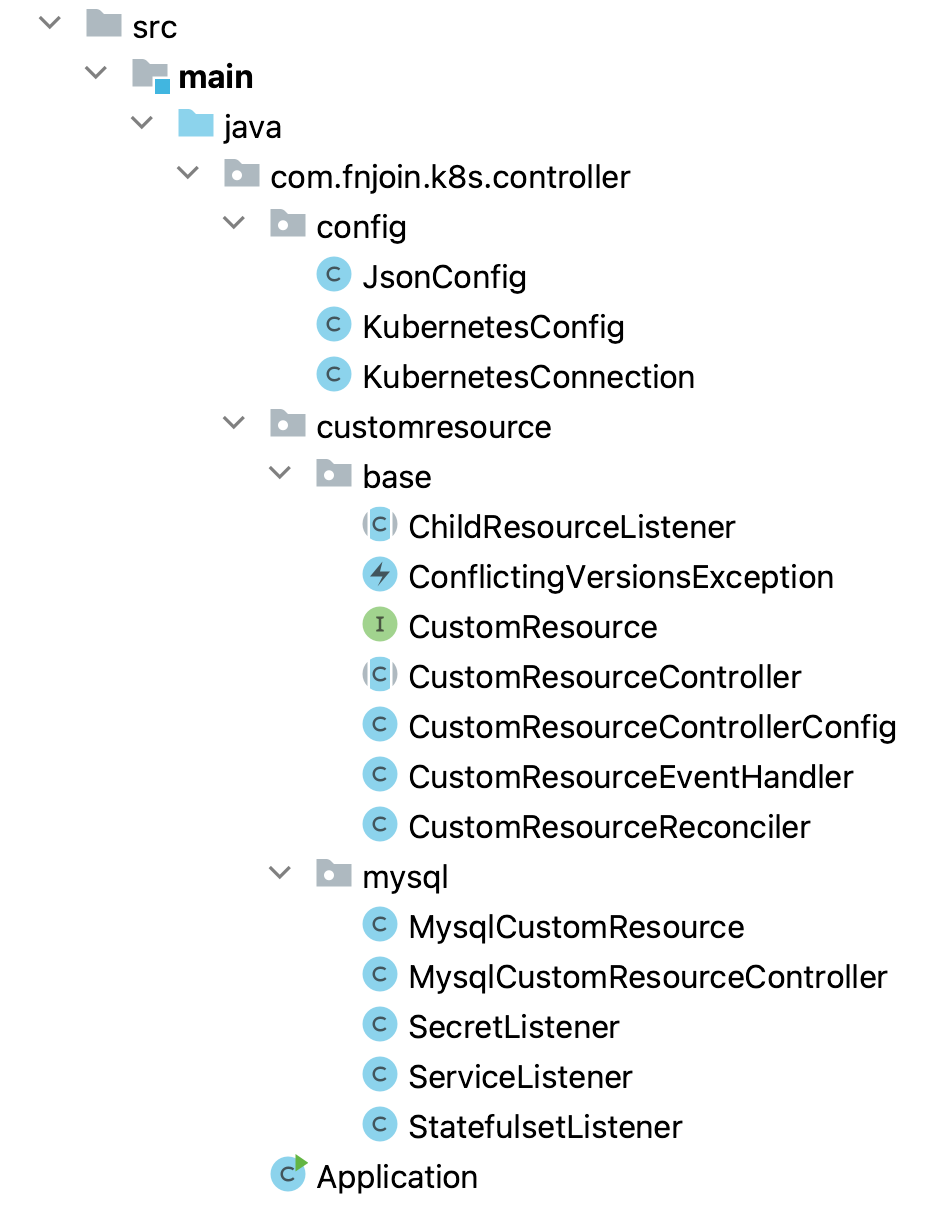 src
main
java
com.fnjoin.k8s.controller
config
C JsonConfig
C KubernetesConfig
C KubernetesConnection
customresource
base
C ChildResourceListener
ConflictingVersionsException
I CustomResource
C CustomResourceController
C CustomResourceControllerConfig
C CustomResourceEventHandler
C CustomResourceReconciler
mysql
C MysqlCustomResource
C MysqlCustomResourceController
C SecretListener
C ServiceListener
C StatefulsetListener
C Application